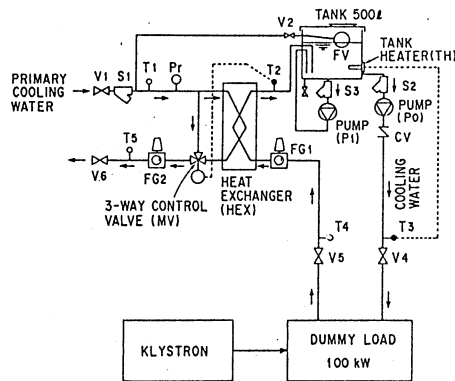 TANK 500ℓ
V2
FV
TANK
HEATER(TH)
T1
Pr
T2
PRIMARY
COOLING
WATER
V1
S1
S3
S2
PUMP
(P1)
PUMP
(P0)
CV
T5
FG1
V6
FG2
3-WAY CONTROL
VALVE (MV)
HEAT
EXCHANGER
(HEX)
COOLING
WATER
T4
T3
V5
V4
KLYSTRON
DUMMY LOAD
100 kW